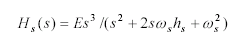 H_s(s) = Es^3 /(s^2 + 2sω_s h_s + ω_s^2)